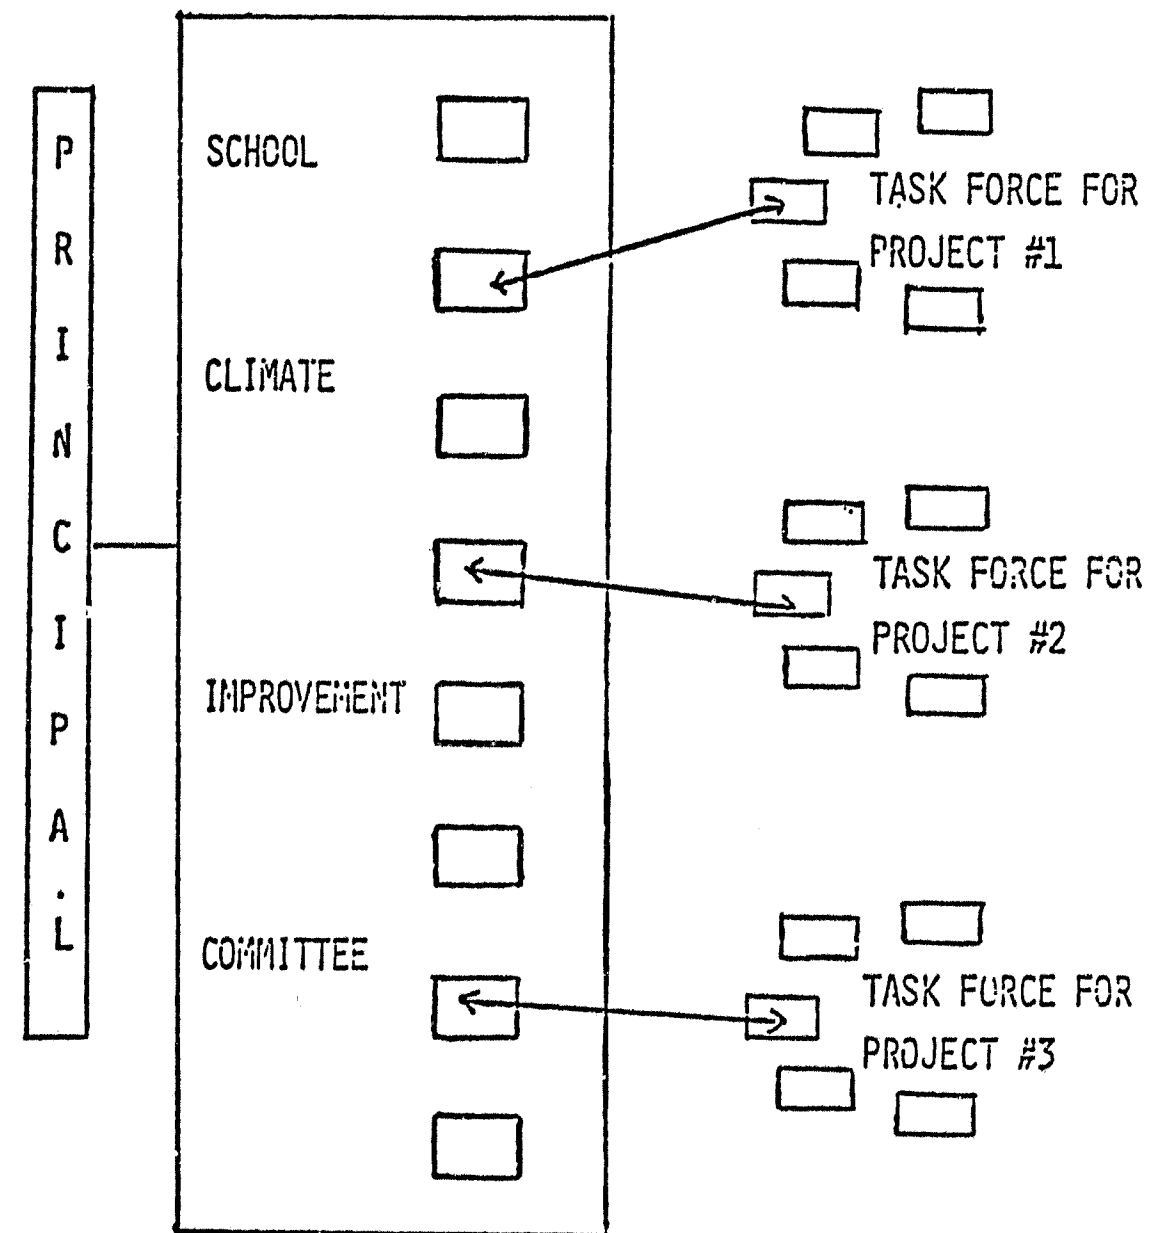 PRINCIPA.L
SCHOOL
CLIMATE
IMPROVEMENT
COMMITTEE
TASK FORCE FOR
PROJECT #1
TASK FORCE FOR
PROJECT #2
TASK FORCE FOR
PROJECT #3